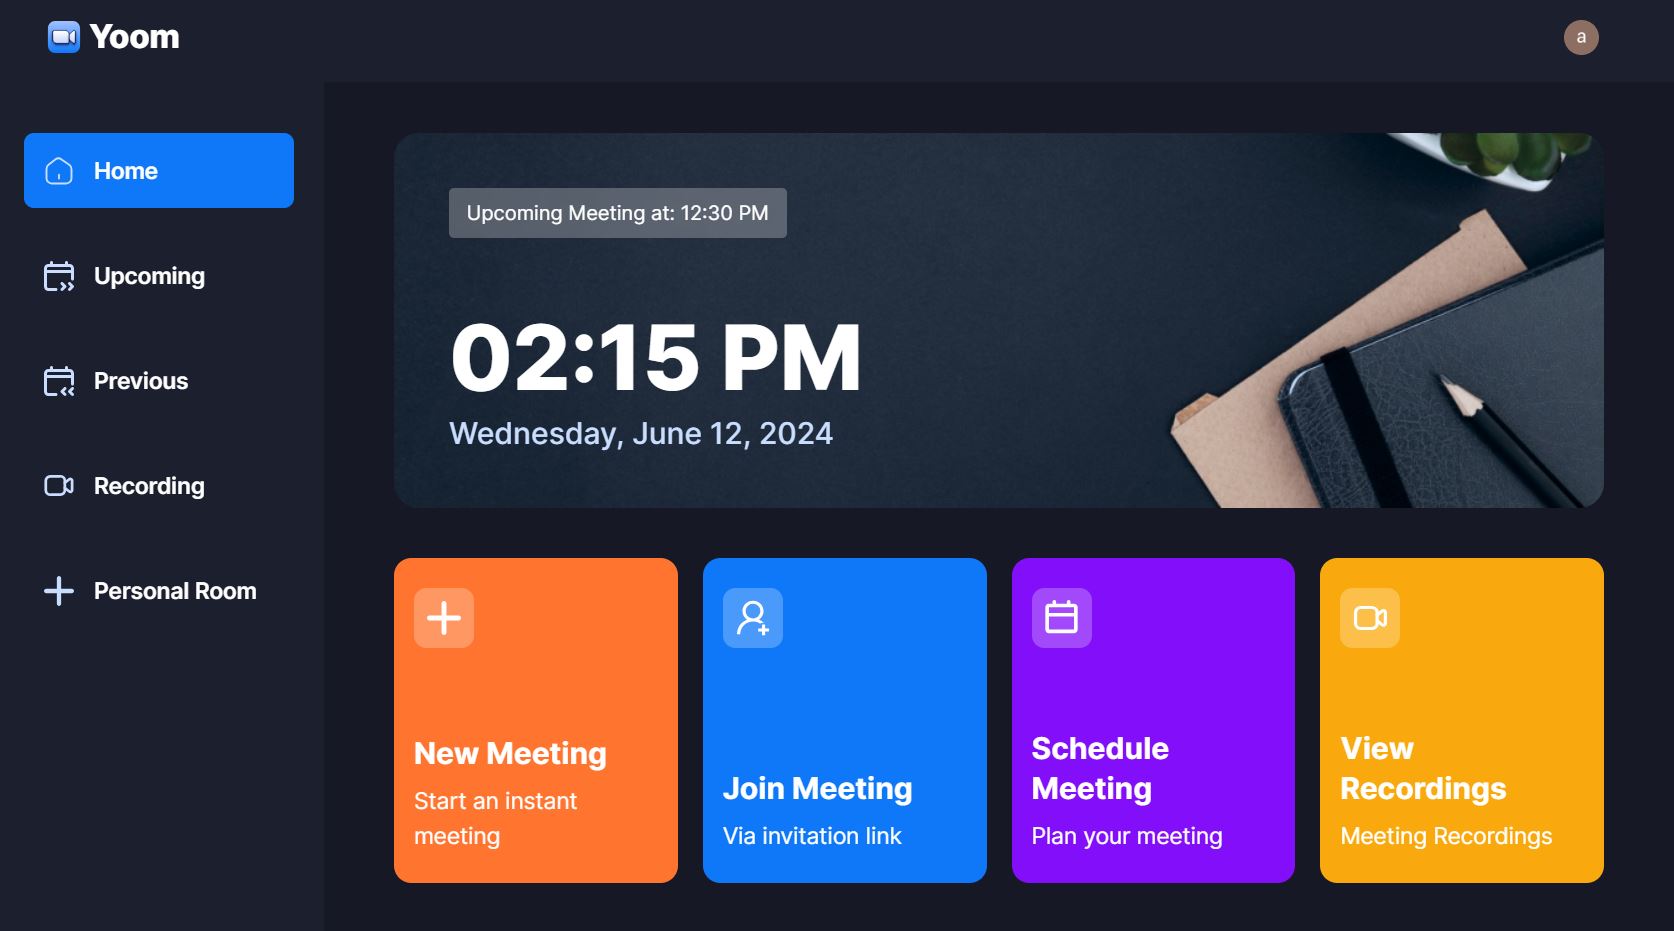 Yoom
a
Home
Upcoming
Previous
Recording
Personal Room
Upcoming Meeting at: 12:30 PM
02:15 PM
Wednesday, June 12, 2024
New Meeting
Start an instant
meeting
Join Meeting
Via invitation link
Schedule
Meeting
Plan your meeting
View
Recordings
Meeting Recordings